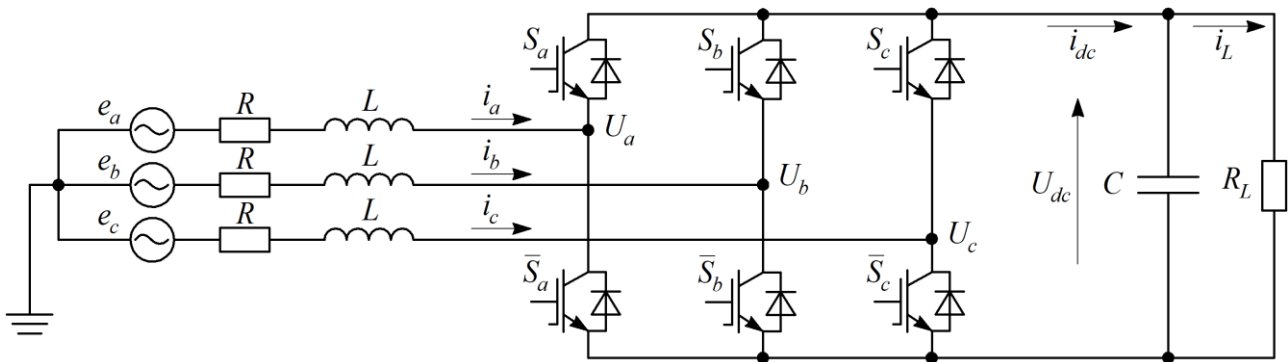 S_a S_b S_c i_dc i_L
e_a R L i_a U_a
e_b R L i_b U_b U_dc C R_L
e_c R L i_c U_c
S̅_a S̅_b S̅_c